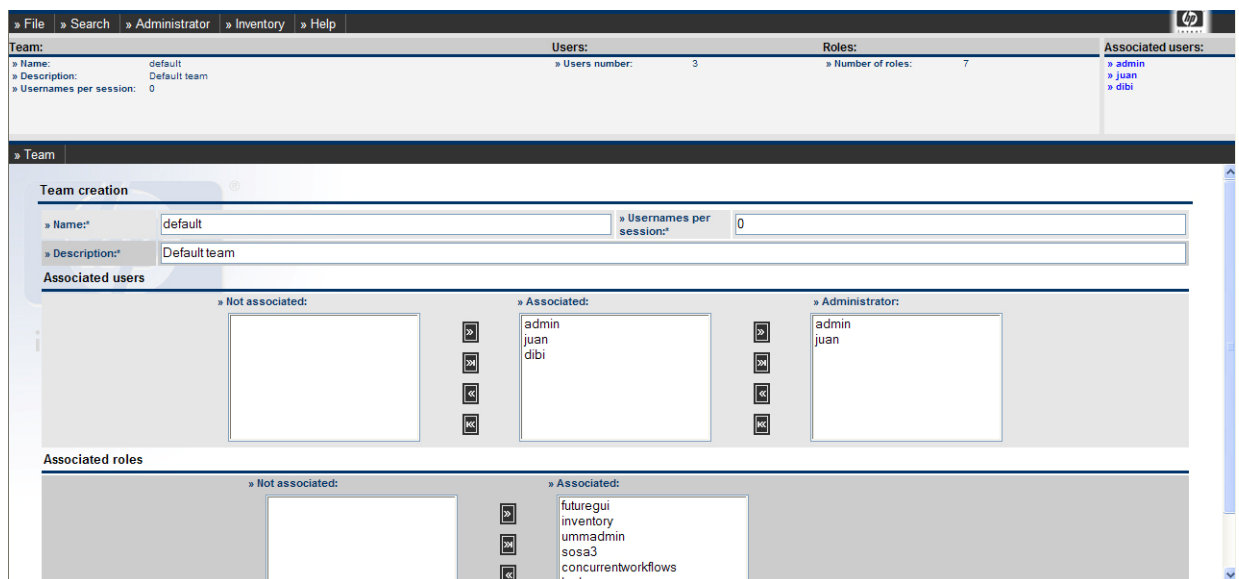 » File » Search » Administrator » Inventory » Help
hp
Team: Users: Roles: Associated users:
» Name: default » Users number: 3 » Number of roles: 7 » admin
» Description: Default team » juan
» Usernames per session: 0 » dibi
» Team
Team creation
®
» Name:* default » Usernames per session:* 0
» Description:* Default team
Associated users
» Not associated: » Associated: » Administrator:
admin admin
juan juan
dibi
Associated roles
» Not associated: » Associated:
futuregui
inventory
ummadmin
sosa3
concurrentworkflows